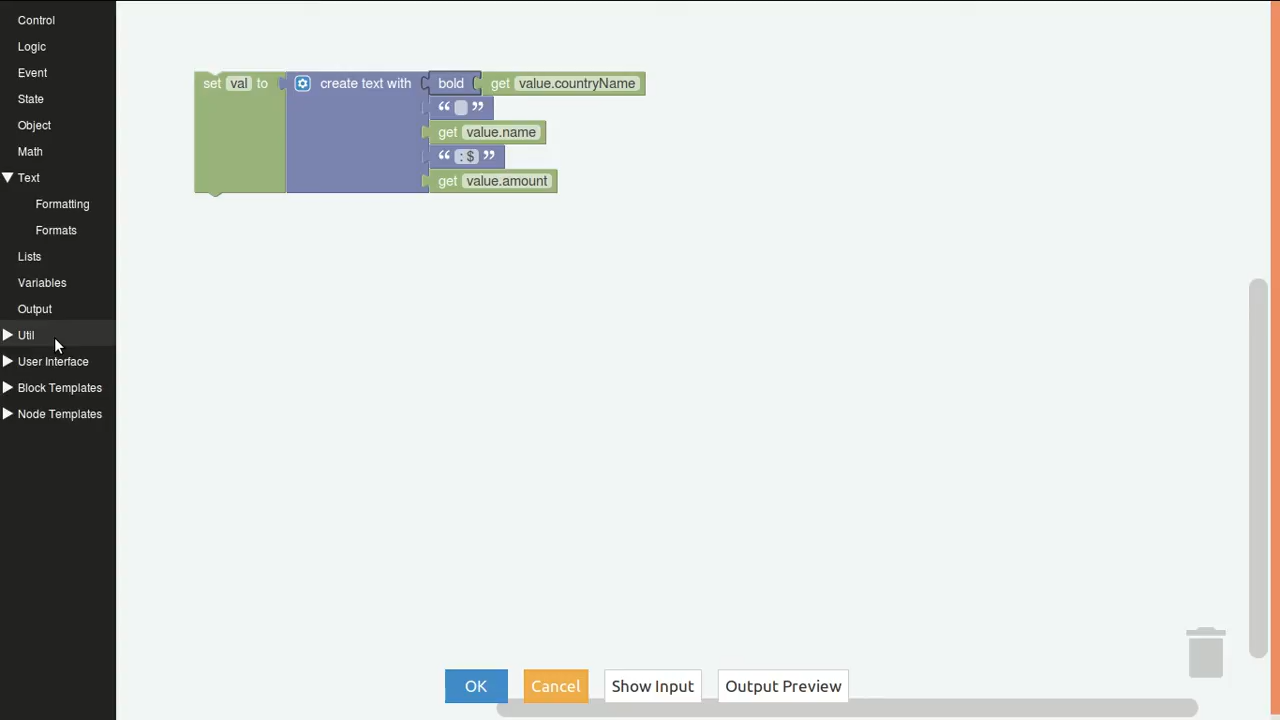 Control
Logic
Event
State
Object
Math
Text
Formatting
Formats
Lists
Variables
Output
Util
User Interface
Block Templates
Node Templates
set val to create text with bold get value.countryName
“ ”
get value.name
“ : $ ”
get value.amount
OK Cancel Show Input Output Preview